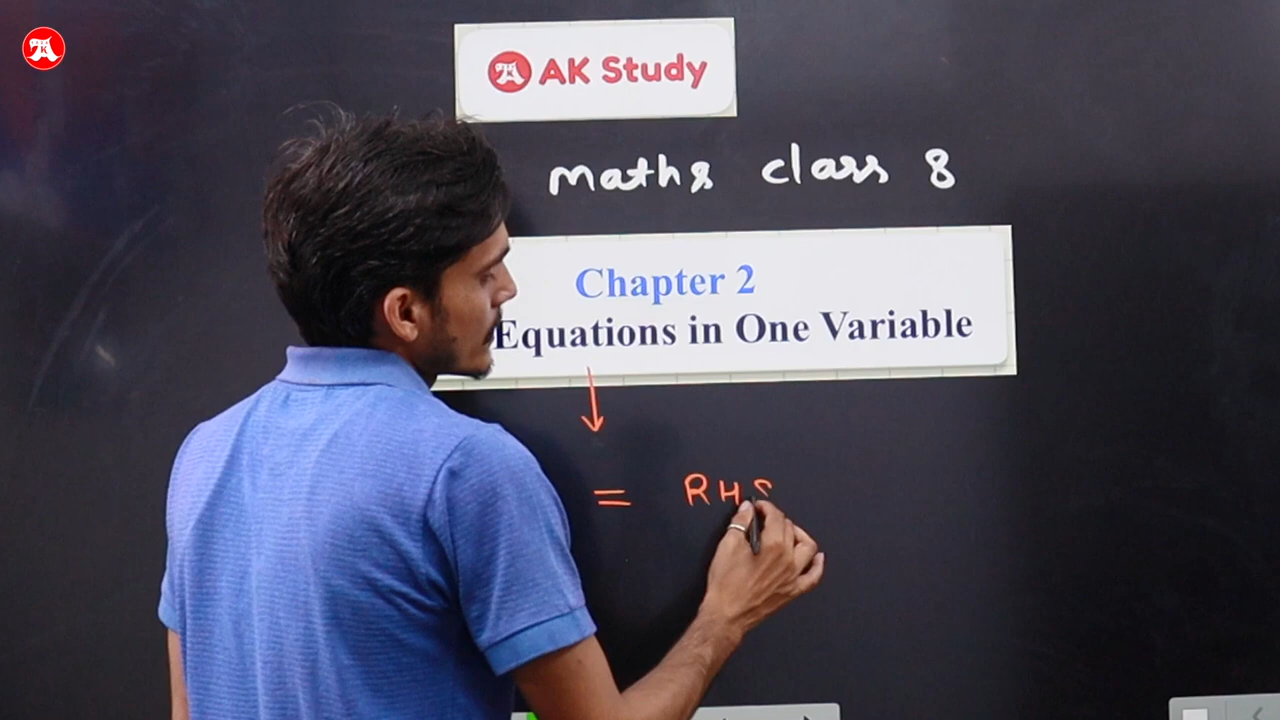 AK Study
maths class 8
Chapter 2
Equations in One Variable
= RHS